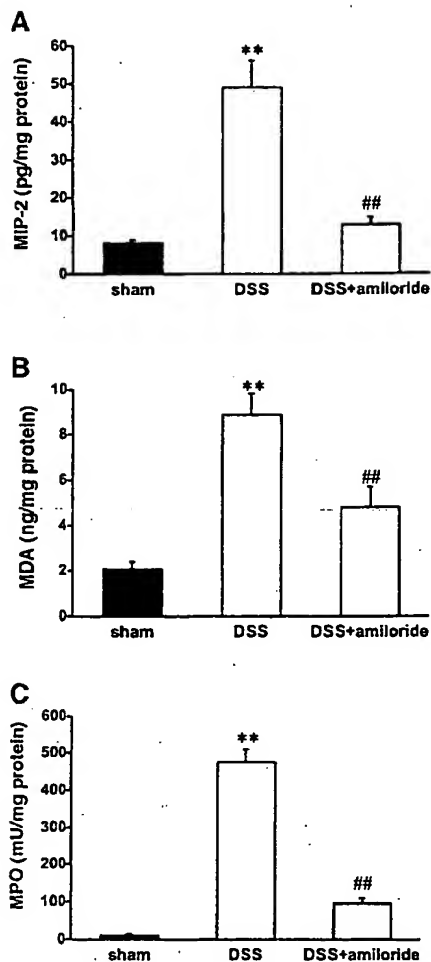 A
MIP-2 (pg/mg protein)
60
50
40
30
20
10
0
**
##
sham DSS DSS+amiloride
B
MDA (ng/mg protein)
10
8
6
4
2
0
**
##
sham DSS DSS+amiloride
C
MPO (mU/mg protein)
600
500
400
300
200
100
0
**
##
sham DSS DSS+amiloride